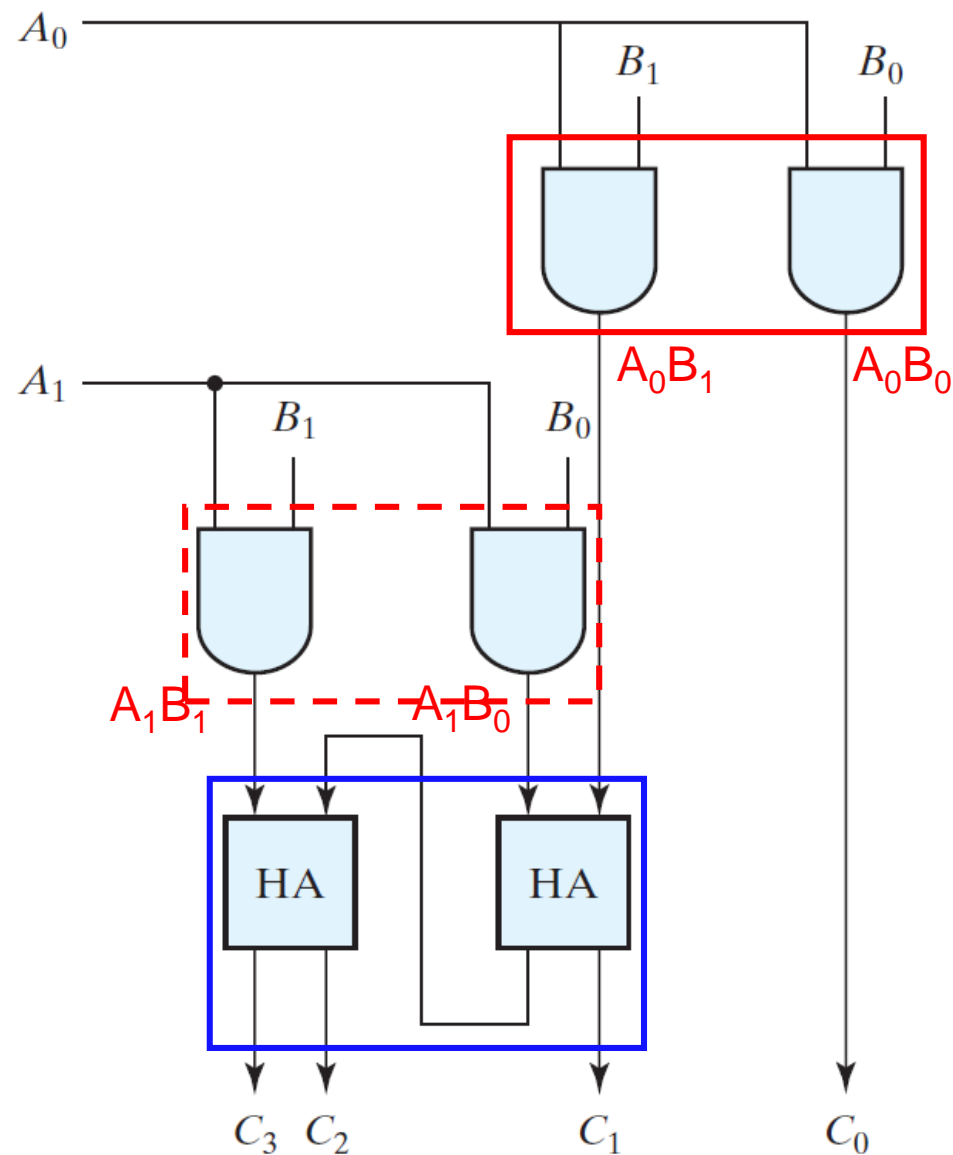 A₀
B₁ B₀
A₀B₁ A₀B₀
A₁
B₁ B₀
A₁B₁ A₁B₀
HA HA
C₃ C₂ C₁ C₀